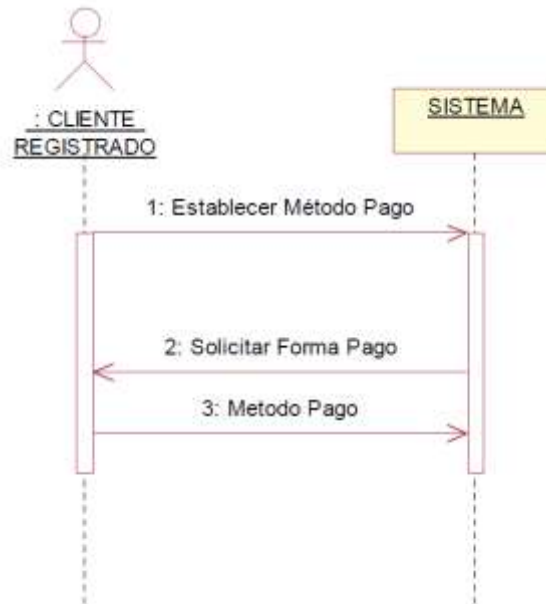 : CLIENTE
REGISTRADO
SISTEMA
1: Establecer Método Pago
2: Solicitar Forma Pago
3: Metodo Pago